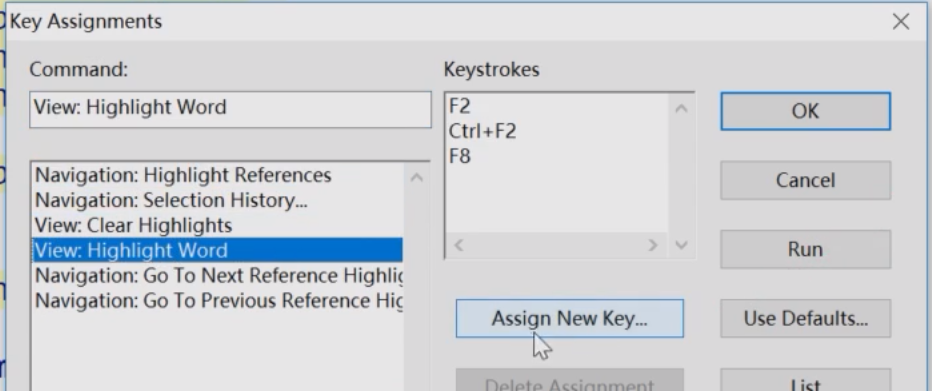 Key Assignments
Command:
View: Highlight Word
Navigation: Highlight References
Navigation: Selection History...
View: Clear Highlights
View: Highlight Word
Navigation: Go To Next Reference Highlig
Navigation: Go To Previous Reference Hig
Keystrokes
F2
Ctrl+F2
F8
Assign New Key...
Delete Assignment
OK
Cancel
Run
Use Defaults...
List